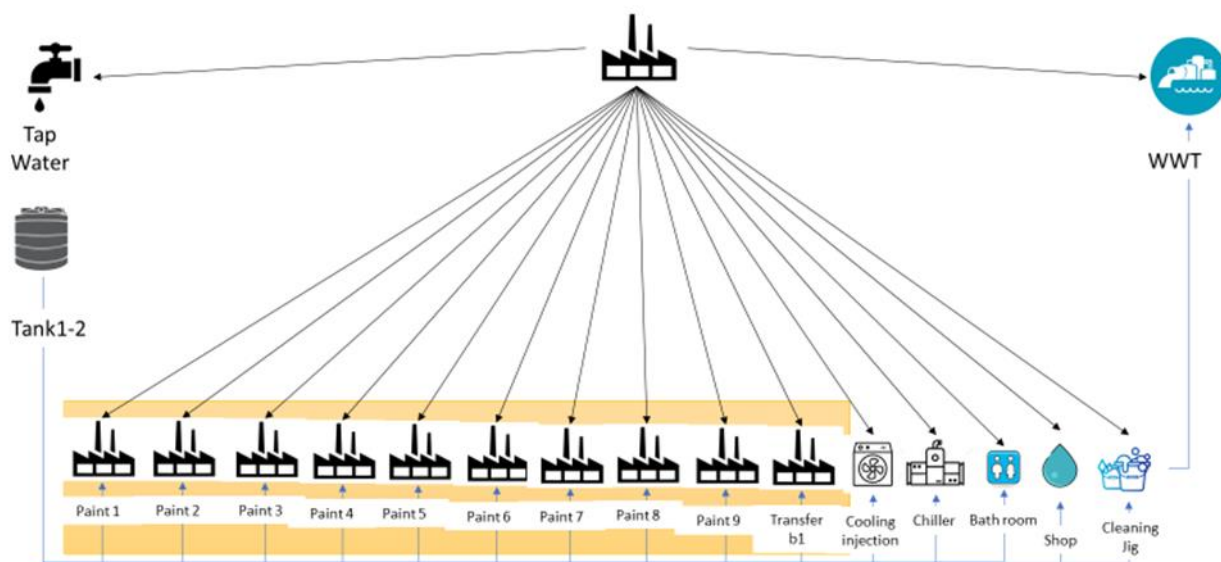 Tap
Water
WWT
Tank1-2
Paint 1
Paint 2
Paint 3
Paint 4
Paint 5
Paint 6
Paint 7
Paint 8
Paint 9
Transfer
b1
Cooling
injection
Chiller
Bath room
Shop
Cleaning
Jig